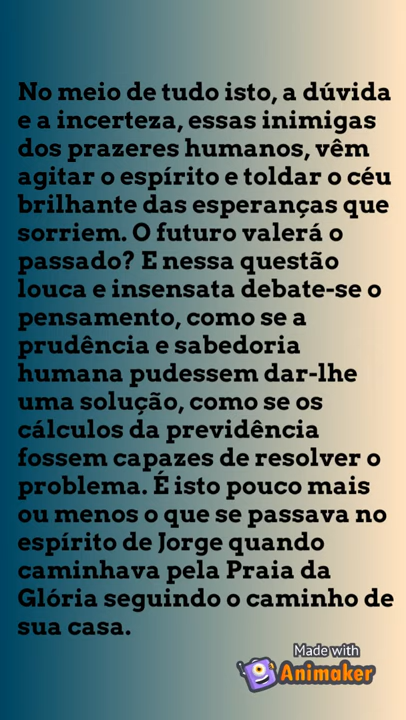 No meio de tudo isto, a dúvida
e a incerteza, essas inimigas
dos prazeres humanos, vêm
agitar o espírito e toldar o céu
brilhante das esperanças que
sorriem. O futuro valerá o
passado? E nessa questão
louca e insensata debate-se o
pensamento, como se a
prudência e sabedoria
humana pudessem dar-lhe
uma solução, como se os
cálculos da previdência
fossem capazes de resolver o
problema. É isto pouco mais
ou menos o que se passava no
espírito de Jorge quando
caminhava pela Praia da
Glória seguindo o caminho de
sua casa.
Made with
Animaker